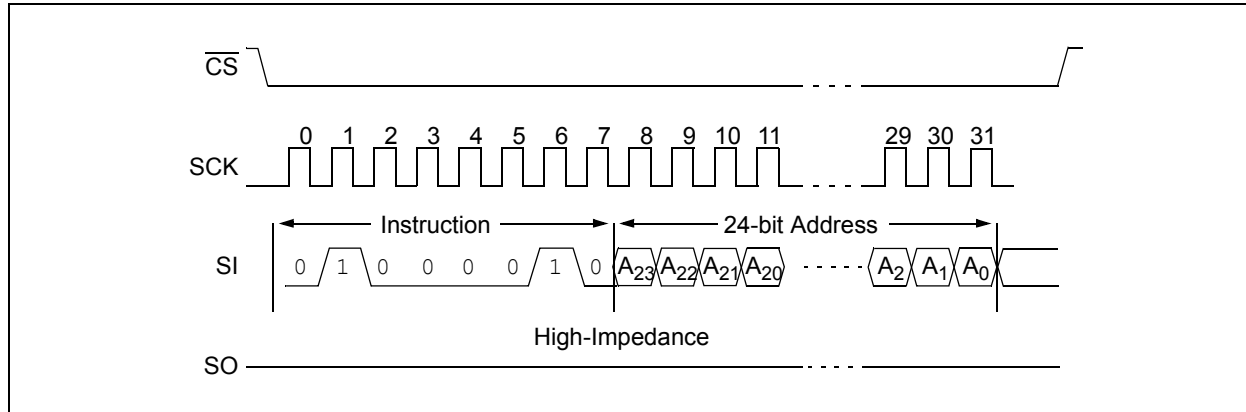 CS
0 1 2 3 4 5 6 7 8 9 10 11 29 30 31
SCK
Instruction 24-bit Address
SI 0 1 0 0 0 0 1 0 A23 A22 A21 A20 A2 A1 A0
High-Impedance
SO